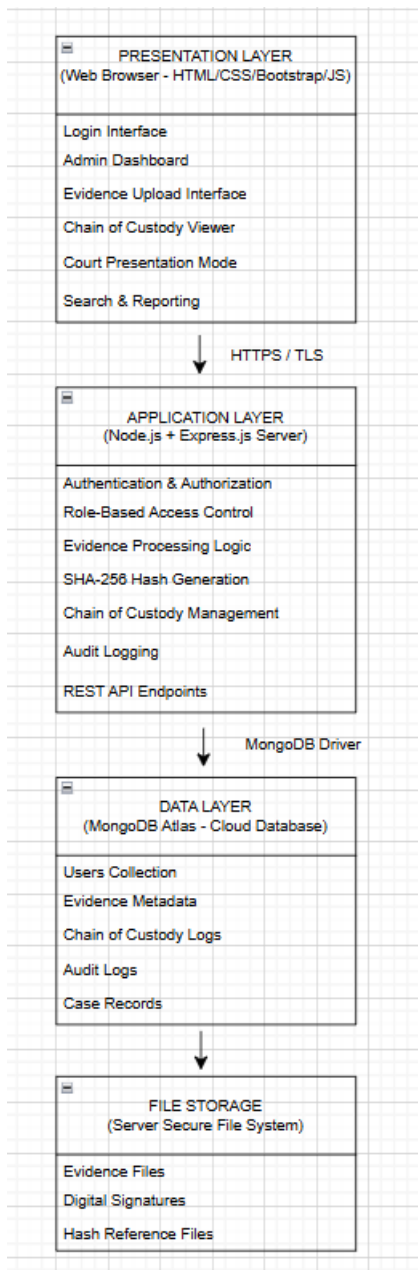 PRESENTATION LAYER
(Web Browser - HTML/CSS/Bootstrap/JS)
Login Interface
Admin Dashboard
Evidence Upload Interface
Chain of Custody Viewer
Court Presentation Mode
Search & Reporting
HTTPS / TLS
APPLICATION LAYER
(Node.js + Express.js Server)
Authentication & Authorization
Role-Based Access Control
Evidence Processing Logic
SHA-256 Hash Generation
Chain of Custody Management
Audit Logging
REST API Endpoints
MongoDB Driver
DATA LAYER
(MongoDB Atlas - Cloud Database)
Users Collection
Evidence Metadata
Chain of Custody Logs
Audit Logs
Case Records
FILE STORAGE
(Server Secure File System)
Evidence Files
Digital Signatures
Hash Reference Files